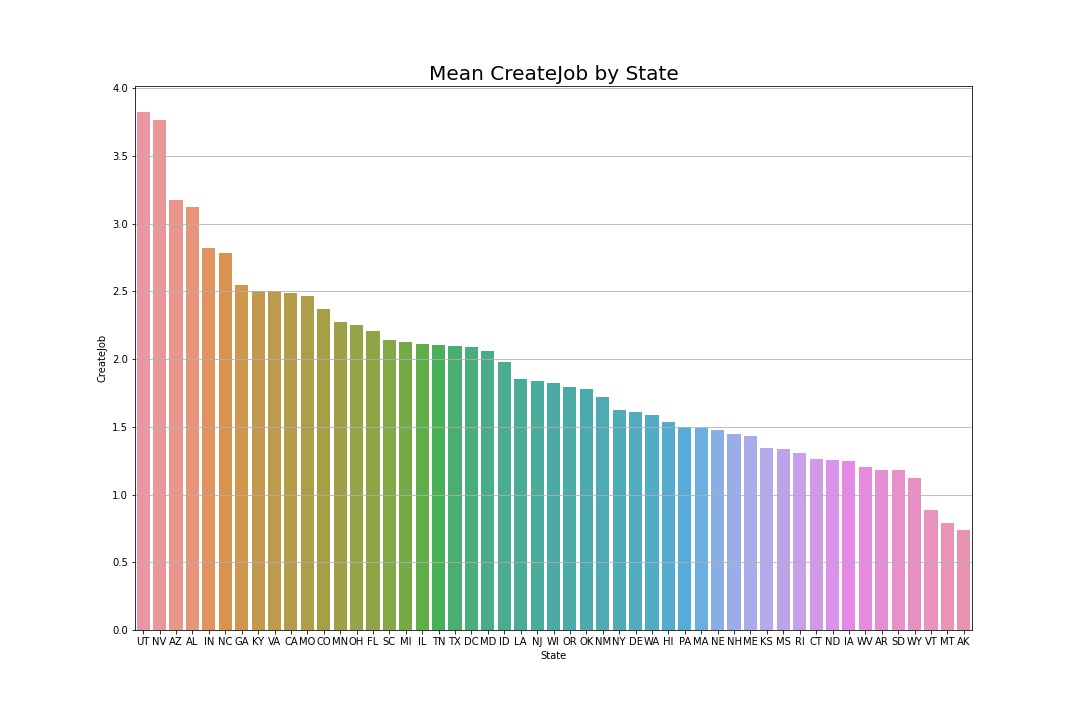 Mean CreateJob by State
4.0
3.5
3.0
2.5
2.0
1.5
1.0
0.5
0.0
CreateJob
UT NV AZ AL IN NC GA KY VA CA MO CO MN OH FL SC MI IL TN TX DC MD ID LA NJ WI OR OK NM NY DE WA HI PA MA NE NH ME KS MS RI CT ND IA WV AR SD WY VT MT AK
State